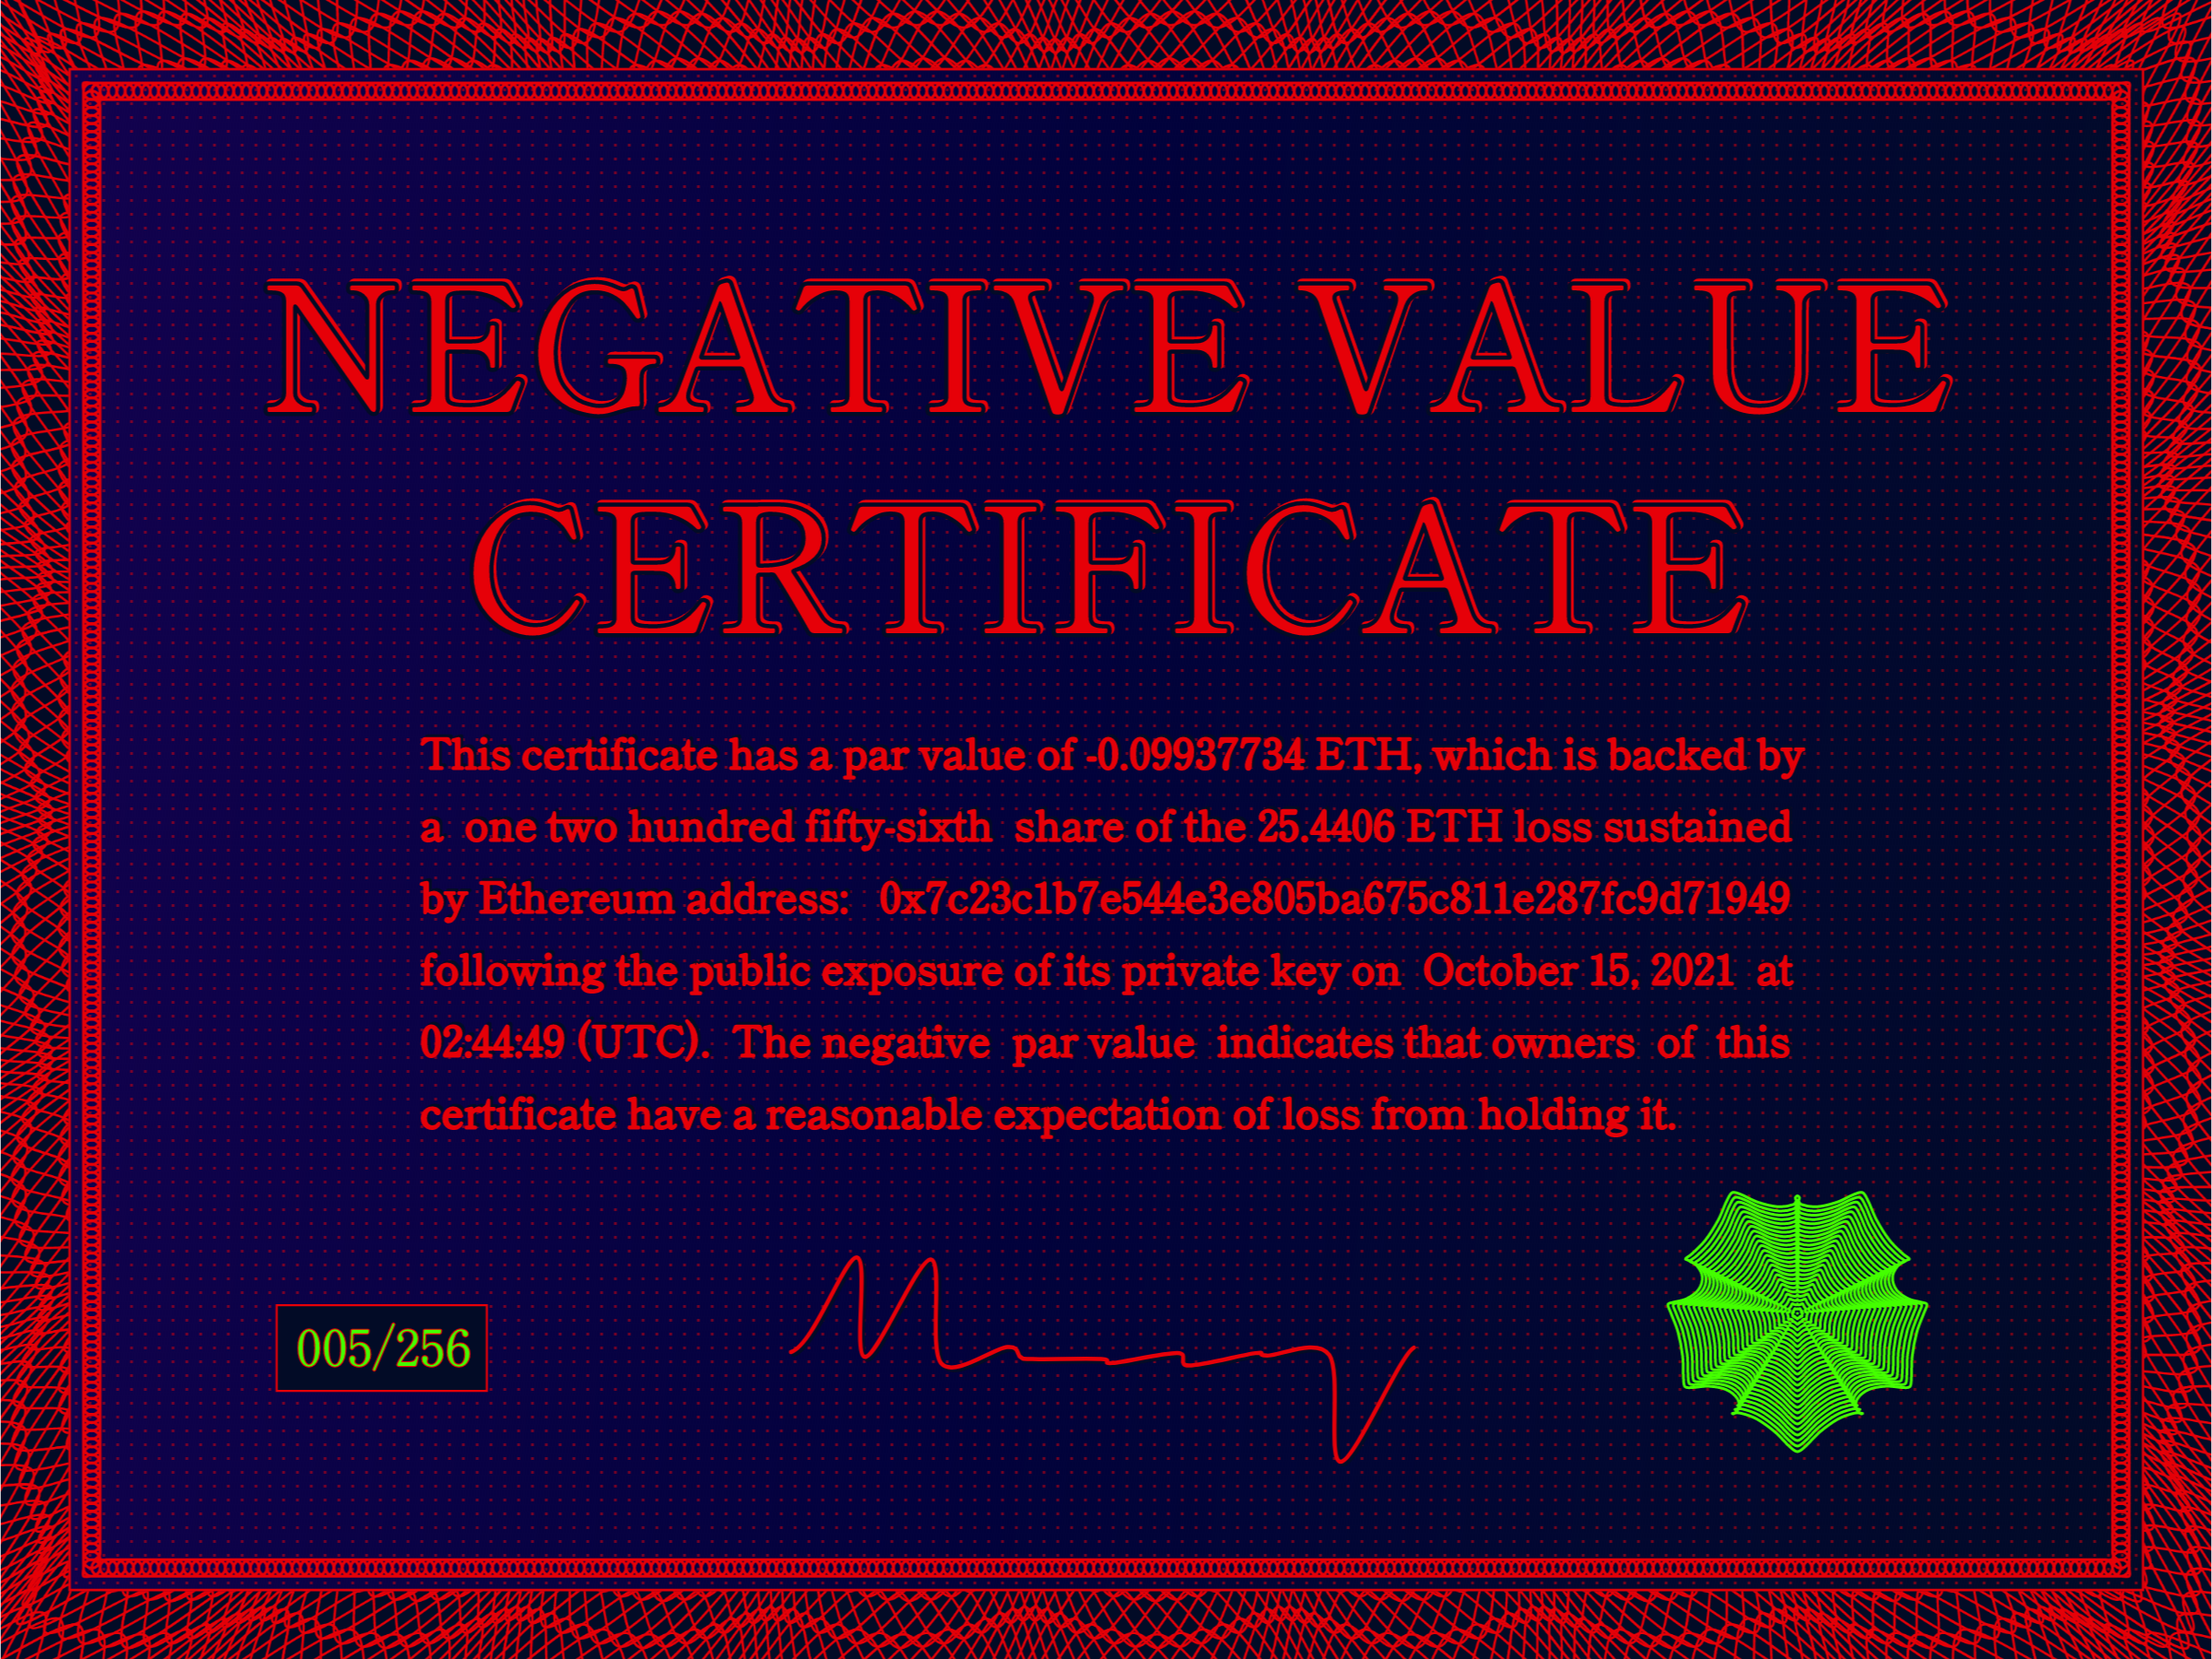 NEGATIVE VALUE
CERTIFICATE
This certificate has a par value of -0.09937734 ETH, which is backed by
a one two hundred fifty-sixth share of the 25.4406 ETH loss sustained
by Ethereum address: 0x7c23c1b7e544e3e805ba675c811e287fc9d71949
following the public exposure of its private key on October 15, 2021 at
02:44:49 (UTC). The negative par value indicates that owners of this
certificate have a reasonable expectation of loss from holding it.
005/256